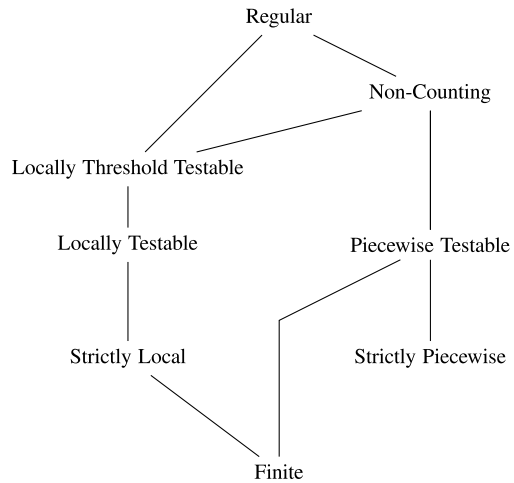 Regular
Non-Counting
Locally Threshold Testable
Locally Testable
Piecewise Testable
Strictly Local
Strictly Piecewise
Finite